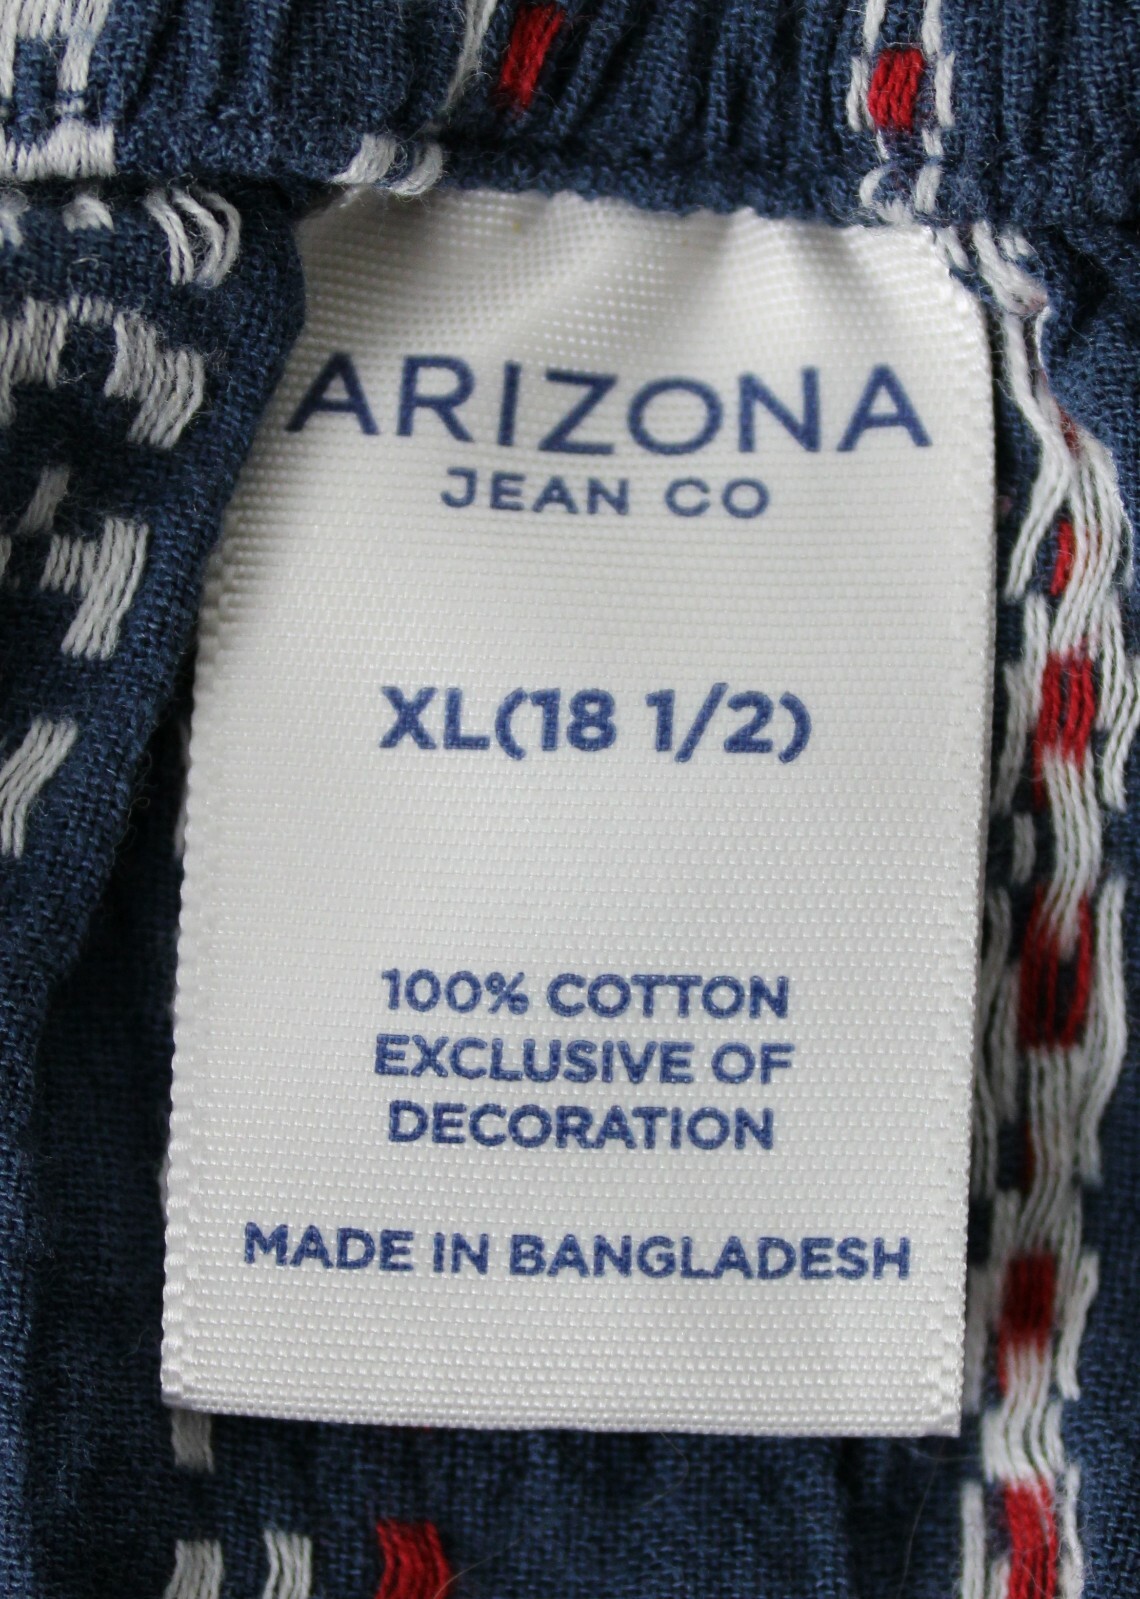 ARIZONA
JEAN CO
XL(18 1/2)
100% COTTON
EXCLUSIVE OF
DECORATION
MADE IN BANGLADESH